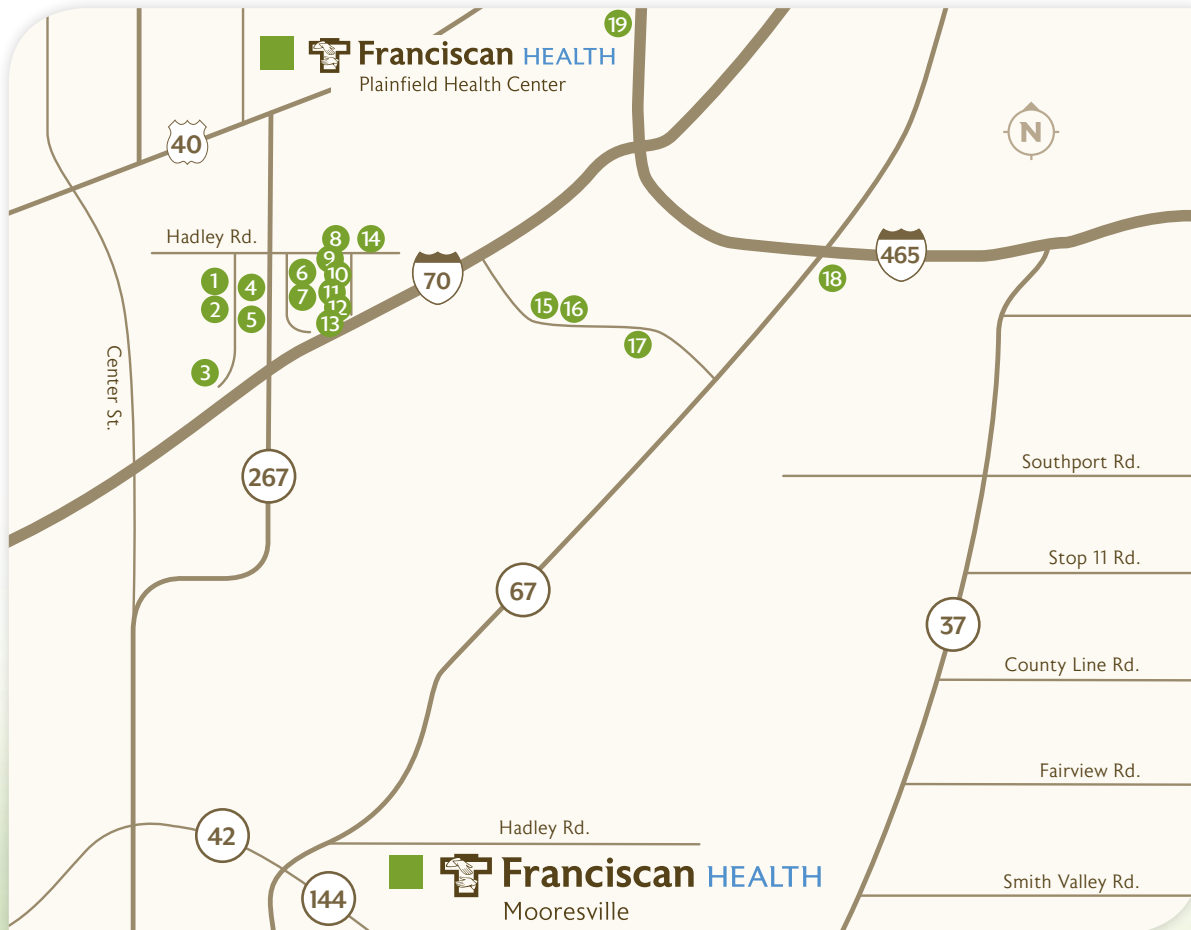 19
Franciscan HEALTH
Plainfield Health Center
N
40
Hadley Rd.
8
14
9
6
10
1
4
7
11
2
12
5
13
3
70
465
18
15
16
17
Center St.
267
Southport Rd.
Stop 11 Rd.
67
37
County Line Rd.
Fairview Rd.
42
Hadley Rd.
144
Franciscan HEALTH
Mooresville
Smith Valley Rd.